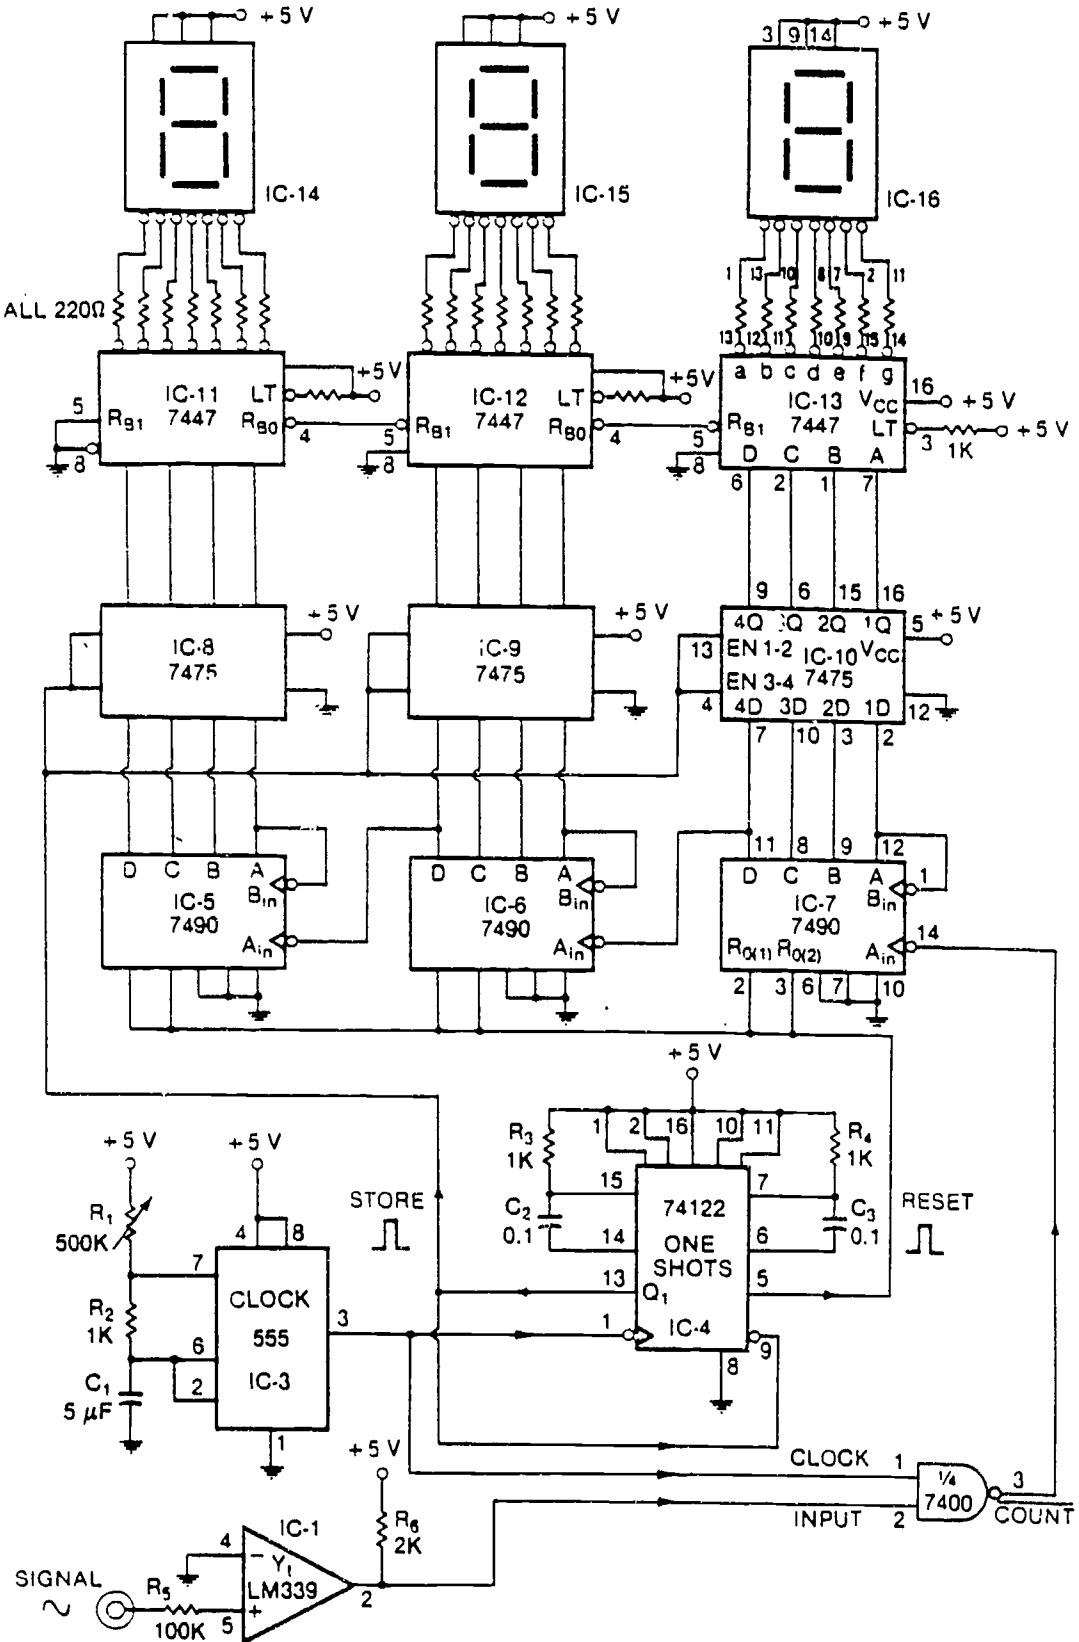 +5 V
+5 V
+5 V
3 9 14
IC-14
IC-15
IC-16
1 13 10 8 7 2 11
ALL 220Ω
13 12 11 10 9 15 14
a b c d e f g
+5V
+5V
16
IC-11
7447
LT
IC-12
7447
LT
IC-13
7447
VCC
+5 V
LT
3
1K
+5 V
5
RB1
RB0
4
5
RB1
RB0
4
5
RB1
8
8
8
D C B A
6 2 1 7
9 6 15 16
+5 V
+5 V
+5 V
4Q 3Q 2Q 1Q
5
IC-8
7475
IC-9
7475
13
EN 1-2
IC-10
7475
VCC
EN 3-4
4
4D 3D 2D 1D
12
7 10 3 2
11 8 9 12
D C B A
D C B A
D C B A
1
Bin
Bin
Bin
IC-5
7490
IC-6
7490
IC-7
7490
14
Ain
Ain
Ain
R0(1) R0(2)
2 3 6 7 10
+5 V
1 2 16 10 11
R3
1K
R4
1K
+5 V
+5 V
15
7
C2
0.1
74122
C3
0.1
RESET
STORE
R1
500K
4 8
14
ONE
SHOTS
6
7
13
Q1
5
CLOCK
555
IC-3
R2
1K
3
1
IC-4
9
6
8
C1
5 µF
2
1
+5 V
CLOCK
1
1/4
7400
3
COUNT
INPUT
2
R6
2K
IC-1
4
−
Y1
LM339
SIGNAL
R5
100K
5
+
2